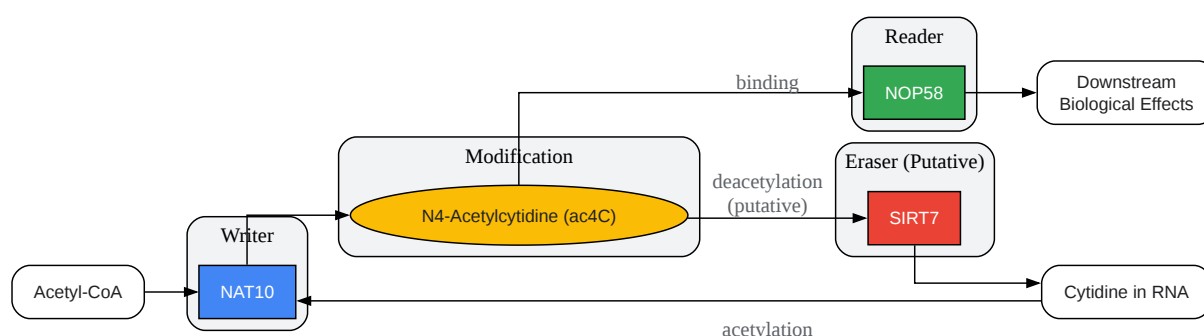 Reader
NOP58
binding
Downstream
Biological Effects
Modification
N4-Acetylcytidine (ac4C)
deacetylation
(putative)
Eraser (Putative)
SIRT7
Writer
NAT10
Acetyl-CoA
Cytidine in RNA
acetylation